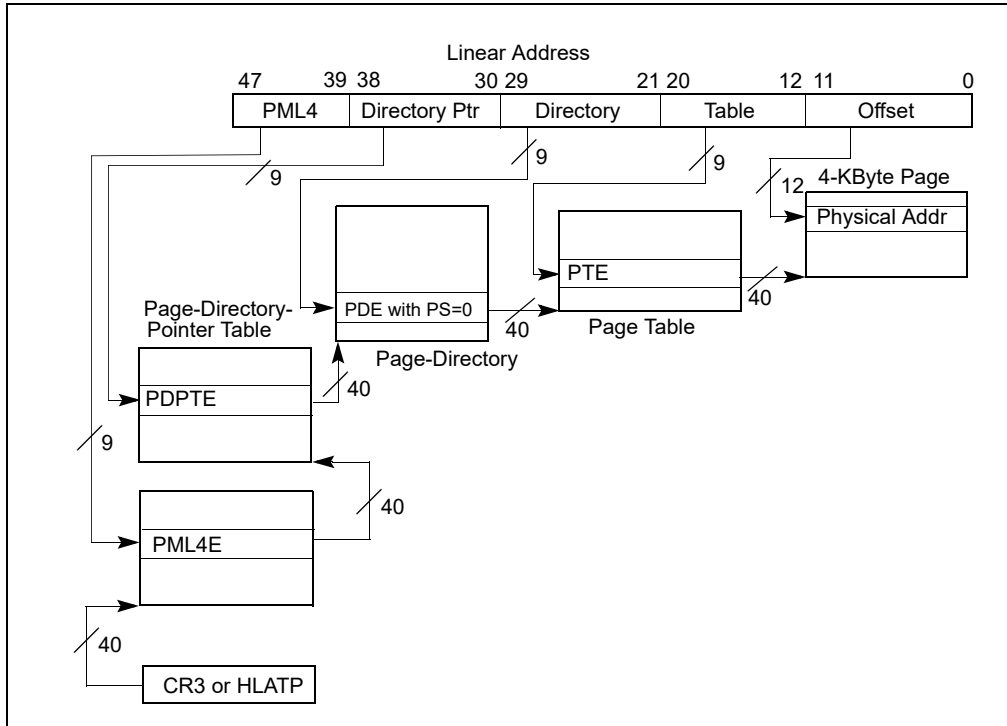 Linear Address
47 39 38 30 29 21 20 12 11 0
PML4 Directory Ptr Directory Table Offset
9 9 9
12 4-KByte Page
Physical Addr
PTE
40
Page-Directory-
Pointer Table
PDE with PS=0
40
Page Table
Page-Directory
40
PDPTE
9
40
PML4E
40
CR3 or HLATP